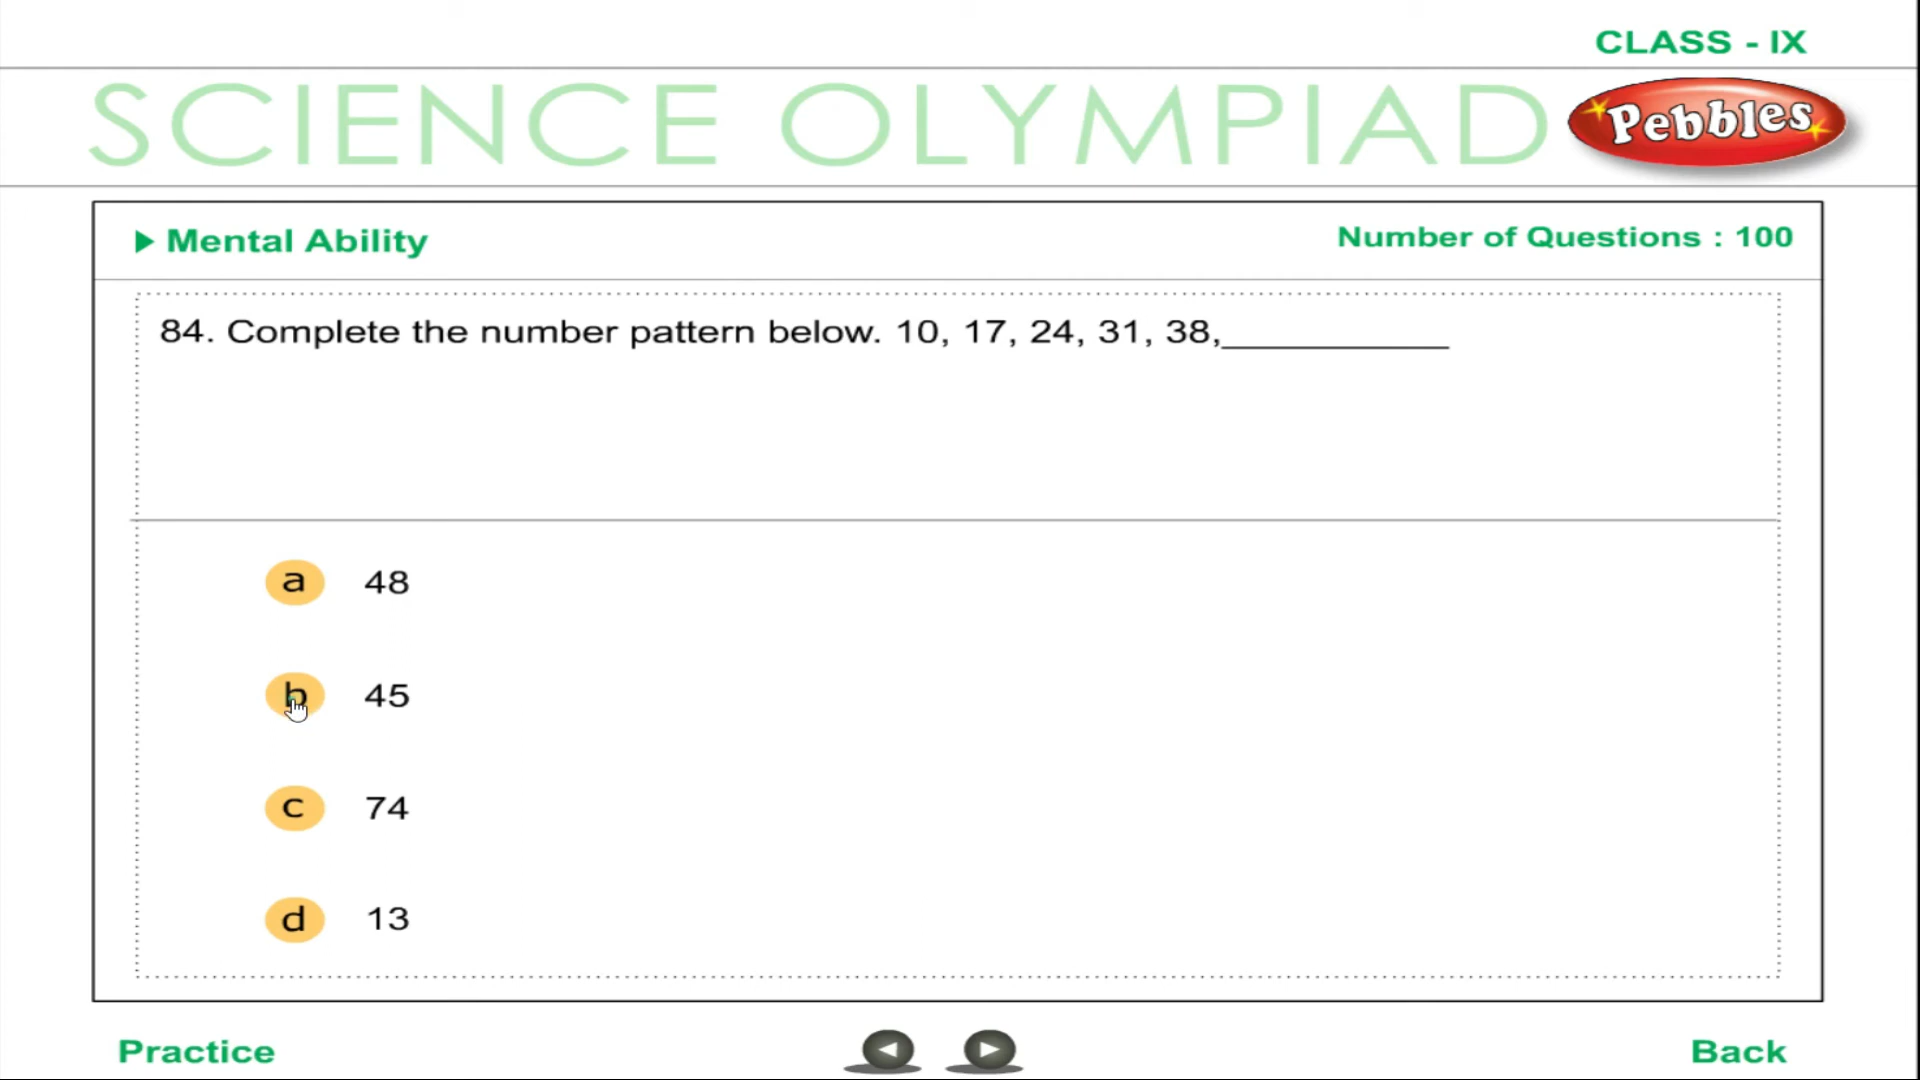 CLASS - IX
SCIENCE OLYMPIAD
Pebbles
Mental Ability
Number of Questions : 100
84. Complete the number pattern below. 10, 17, 24, 31, 38,____________
a 48
b 45
c 74
d 13
Practice
Back